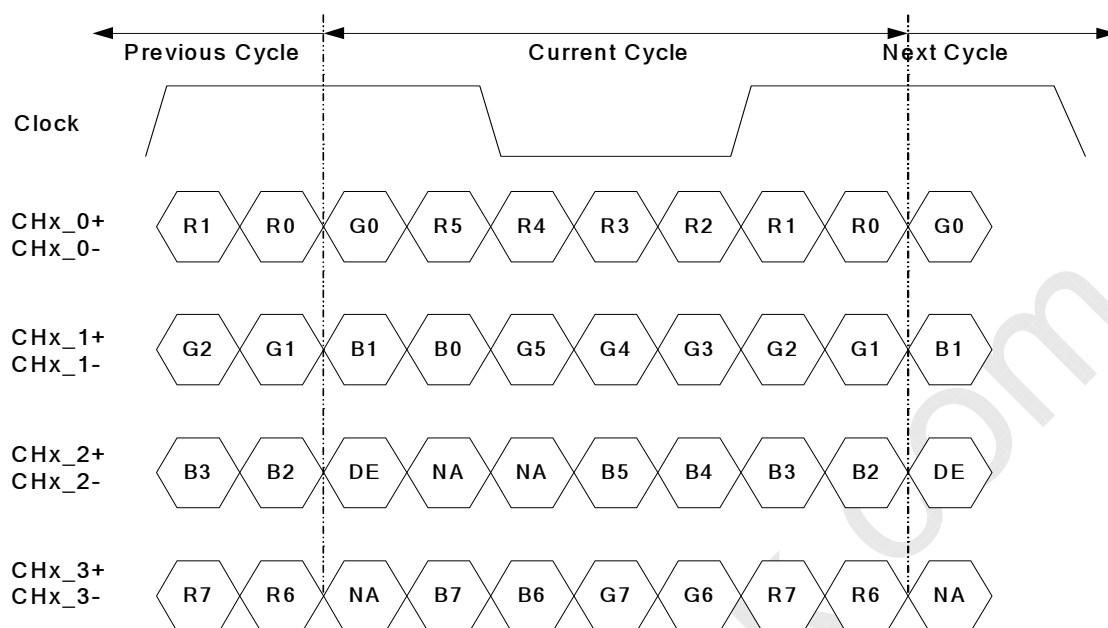 Previous Cycle Current Cycle Next Cycle
Clock
CHx_0+
CHx_0-
R1 R0 G0 R5 R4 R3 R2 R1 R0 G0
CHx_1+
CHx_1-
G2 G1 B1 B0 G5 G4 G3 G2 G1 B1
CHx_2+
CHx_2-
B3 B2 DE NA NA B5 B4 B3 B2 DE
CHx_3+
CHx_3-
R7 R6 NA B7 B6 G7 G6 R7 R6 NA